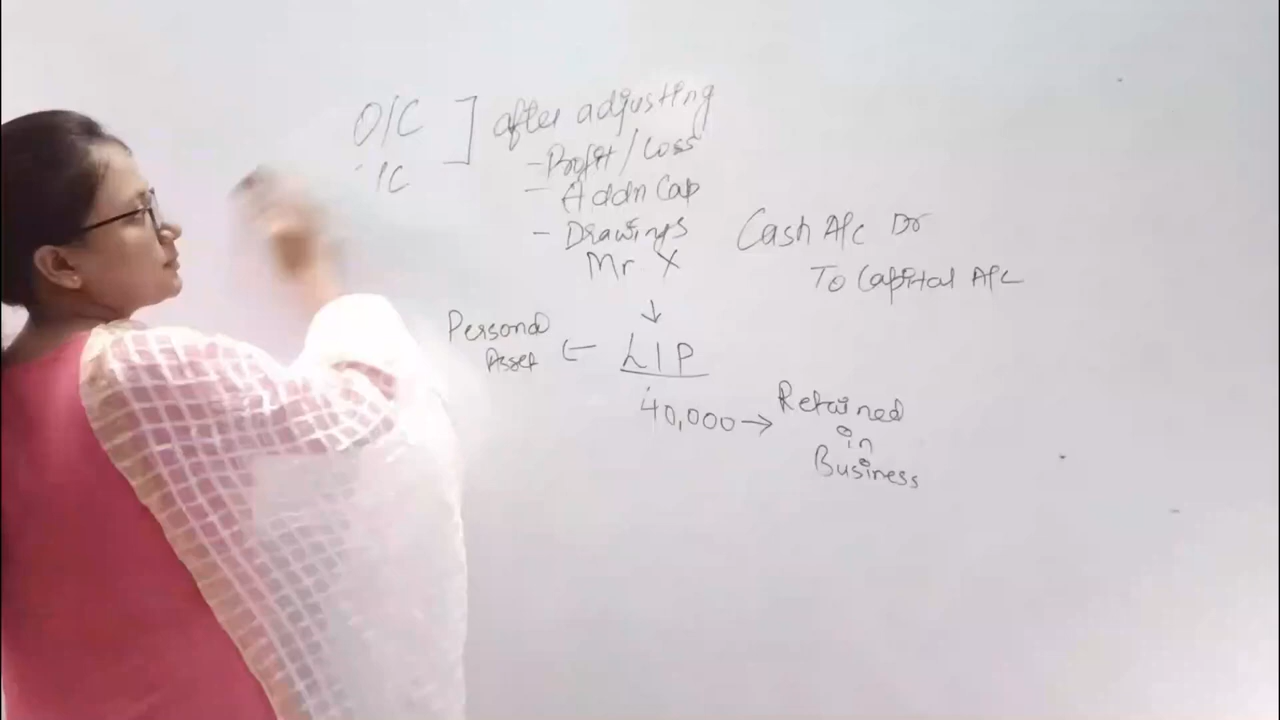 O/C ] after adjusting
/C
- Profit/Loss
- Addn Cap
- Drawings
Mr X
Cash A/c Dr
To Capital A/c
↓
Personal
Asset ← LIP
40,000 → Retained
in
Business